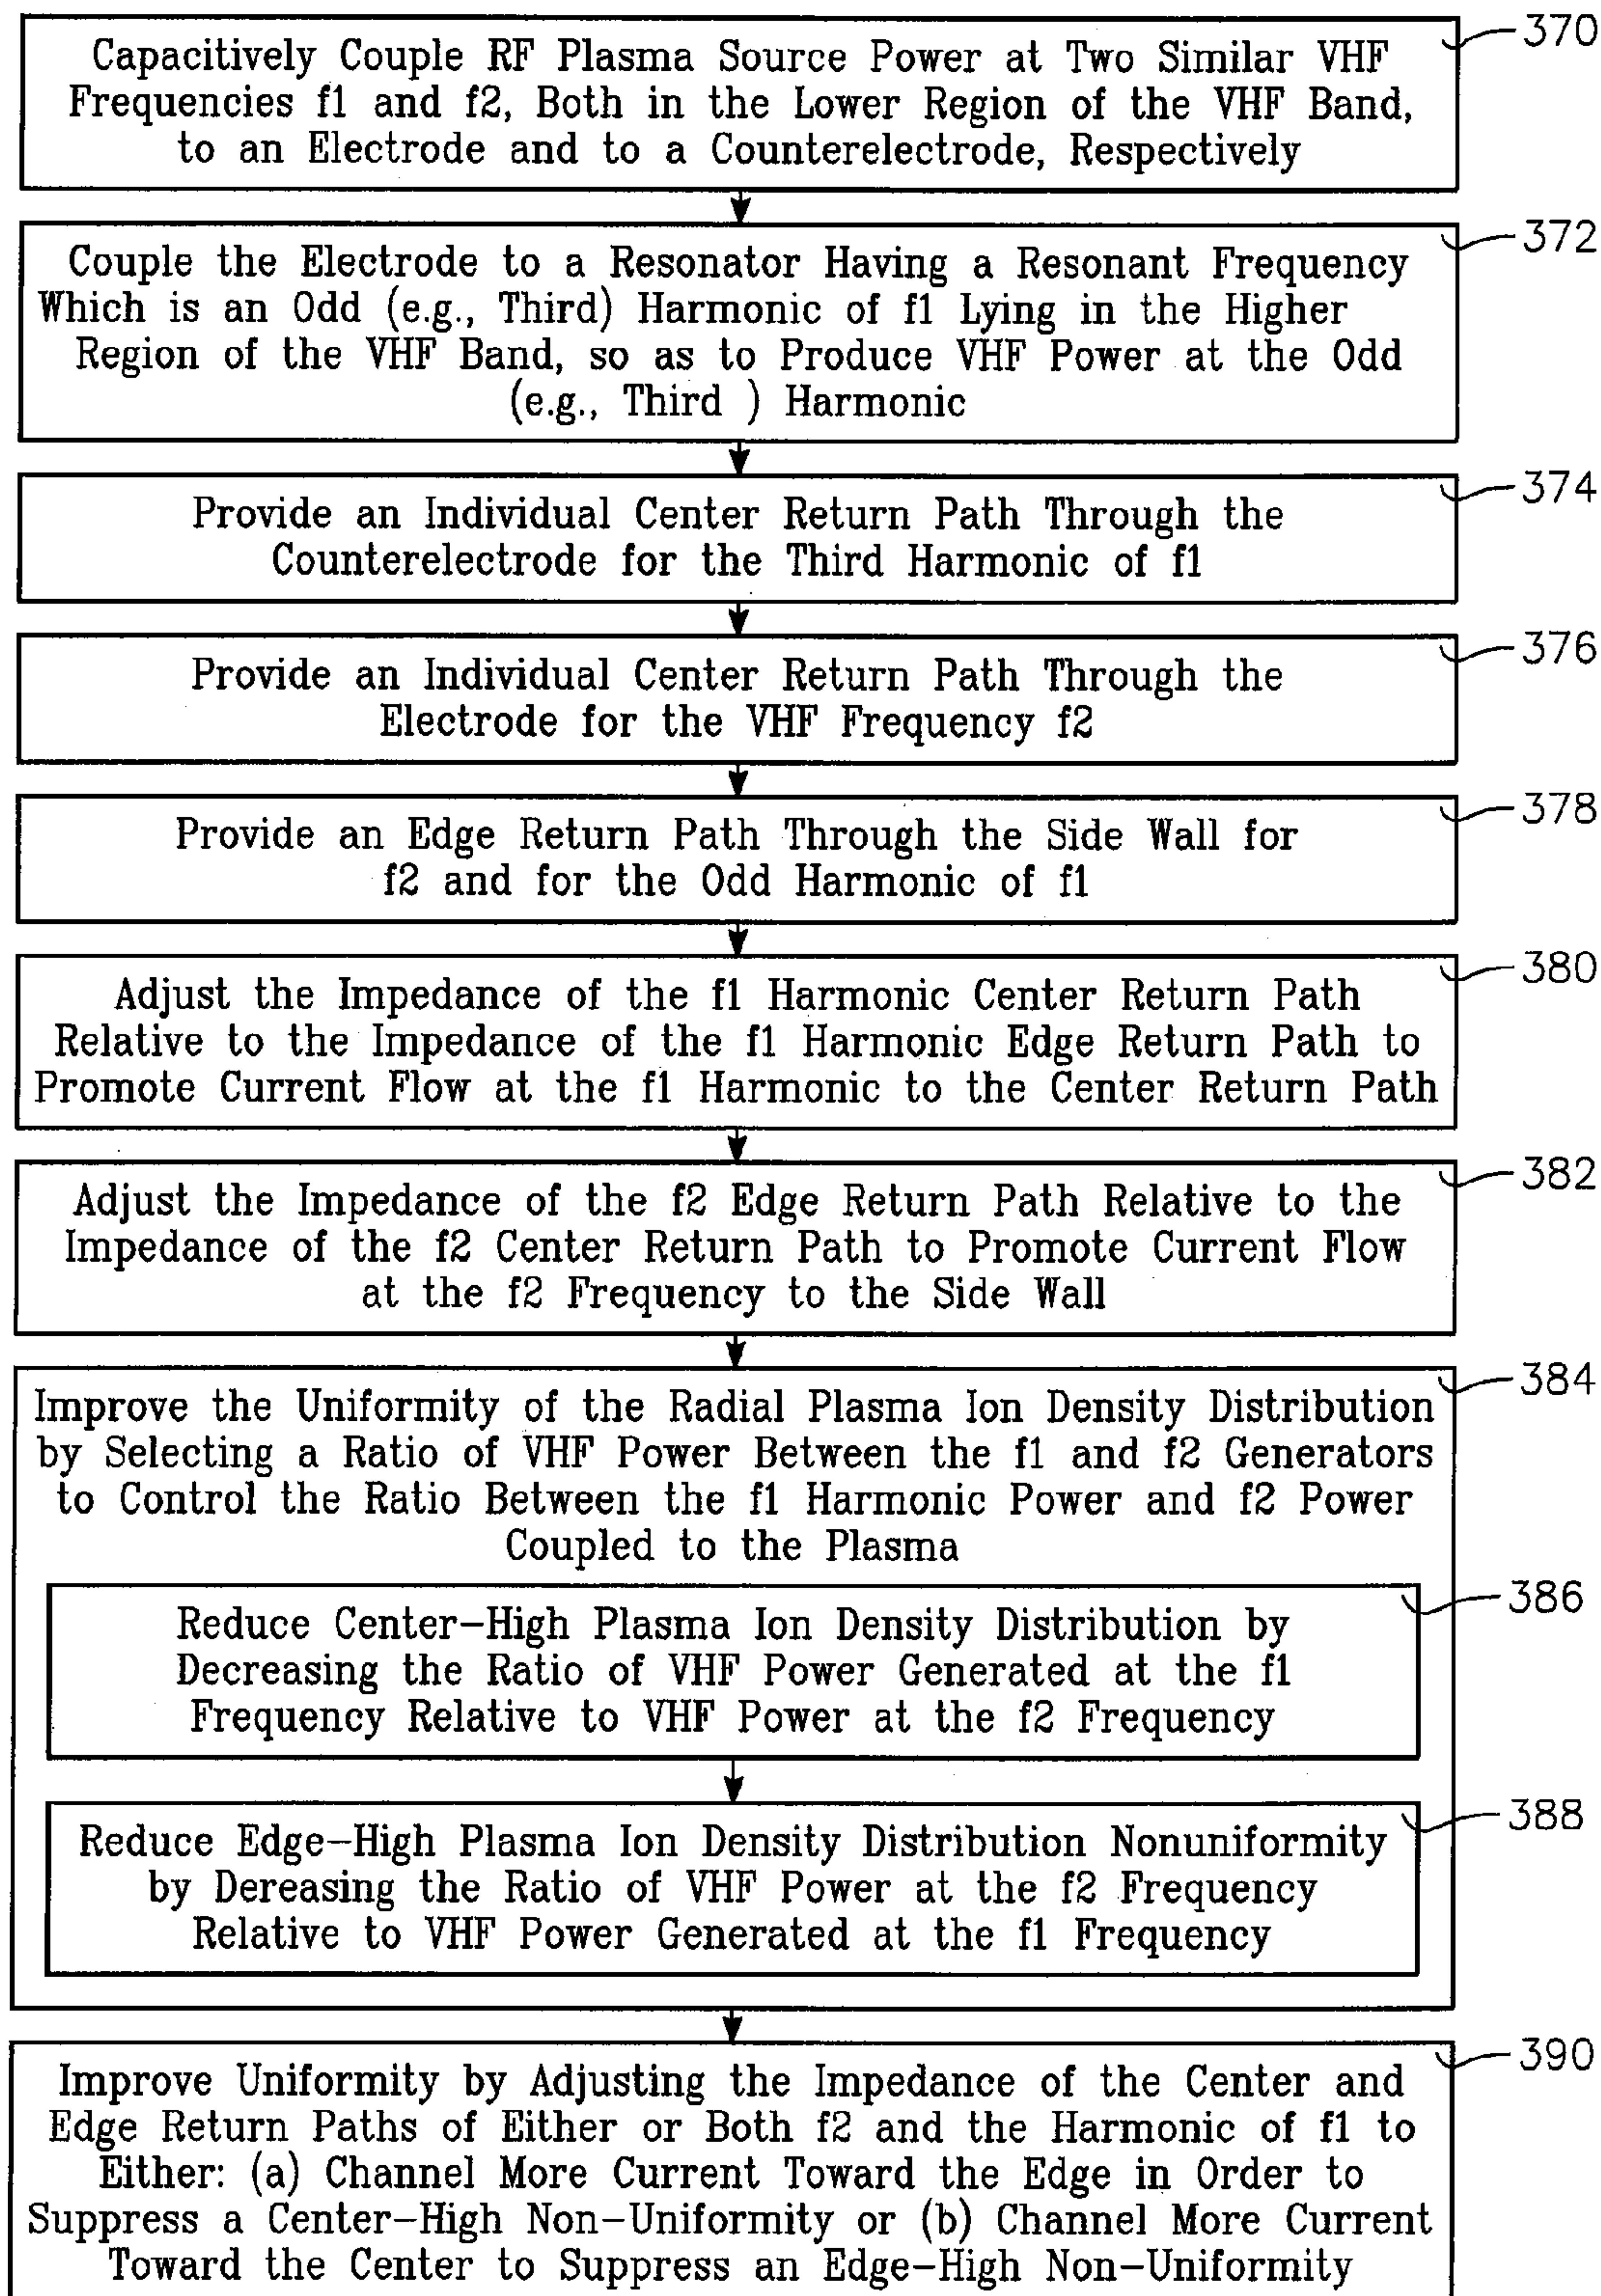 370
Capacitively Couple RF Plasma Source Power at Two Similar VHF
Frequencies f1 and f2, Both in the Lower Region of the VHF Band,
to an Electrode and to a Counterelectrode, Respectively
372
Couple the Electrode to a Resonator Having a Resonant Frequency
Which is an Odd (e.g., Third) Harmonic of f1 Lying in the Higher
Region of the VHF Band, so as to Produce VHF Power at the Odd
(e.g., Third ) Harmonic
374
Provide an Individual Center Return Path Through the
Counterelectrode for the Third Harmonic of f1
376
Provide an Individual Center Return Path Through the
Electrode for the VHF Frequency f2
378
Provide an Edge Return Path Through the Side Wall for
f2 and for the Odd Harmonic of f1
380
Adjust the Impedance of the f1 Harmonic Center Return Path
Relative to the Impedance of the f1 Harmonic Edge Return Path to
Promote Current Flow at the f1 Harmonic to the Center Return Path
382
Adjust the Impedance of the f2 Edge Return Path Relative to the
Impedance of the f2 Center Return Path to Promote Current Flow
at the f2 Frequency to the Side Wall
384
Improve the Uniformity of the Radial Plasma Ion Density Distribution
by Selecting a Ratio of VHF Power Between the f1 and f2 Generators
to Control the Ratio Between the f1 Harmonic Power and f2 Power
Coupled to the Plasma
386
Reduce Center-High Plasma Ion Density Distribution by
Decreasing the Ratio of VHF Power Generated at the f1
Frequency Relative to VHF Power at the f2 Frequency
388
Reduce Edge-High Plasma Ion Density Distribution Nonuniformity
by Dereasing the Ratio of VHF Power at the f2 Frequency
Relative to VHF Power Generated at the f1 Frequency
390
Improve Uniformity by Adjusting the Impedance of the Center and
Edge Return Paths of Either or Both f2 and the Harmonic of f1 to
Either: (a) Channel More Current Toward the Edge in Order to
Suppress a Center-High Non-Uniformity or (b) Channel More Current
Toward the Center to Suppress an Edge-High Non-Uniformity